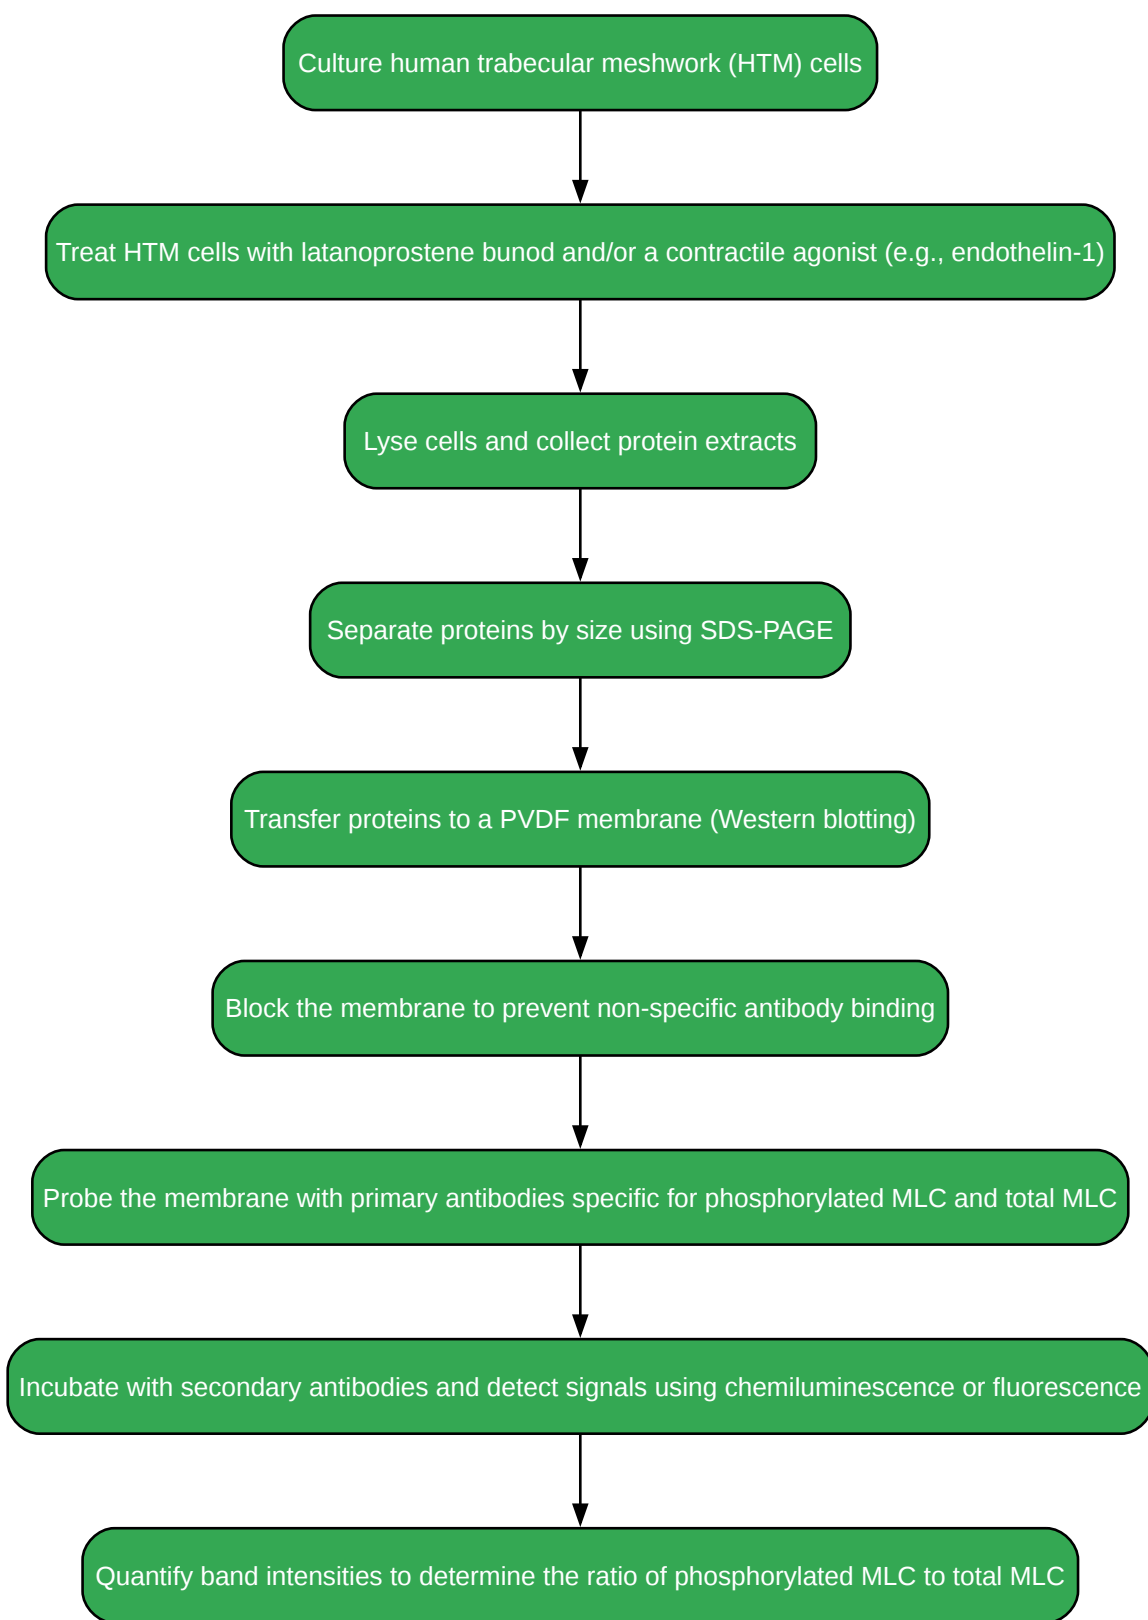 Culture human trabecular meshwork (HTM) cells
Treat HTM cells with latanoprostene bunod and/or a contractile agonist (e.g., endothelin-1)
Lyse cells and collect protein extracts
Separate proteins by size using SDS-PAGE
Transfer proteins to a PVDF membrane (Western blotting)
Block the membrane to prevent non-specific antibody binding
Probe the membrane with primary antibodies specific for phosphorylated MLC and total MLC
Incubate with secondary antibodies and detect signals using chemiluminescence or fluorescence
Quantify band intensities to determine the ratio of phosphorylated MLC to total MLC